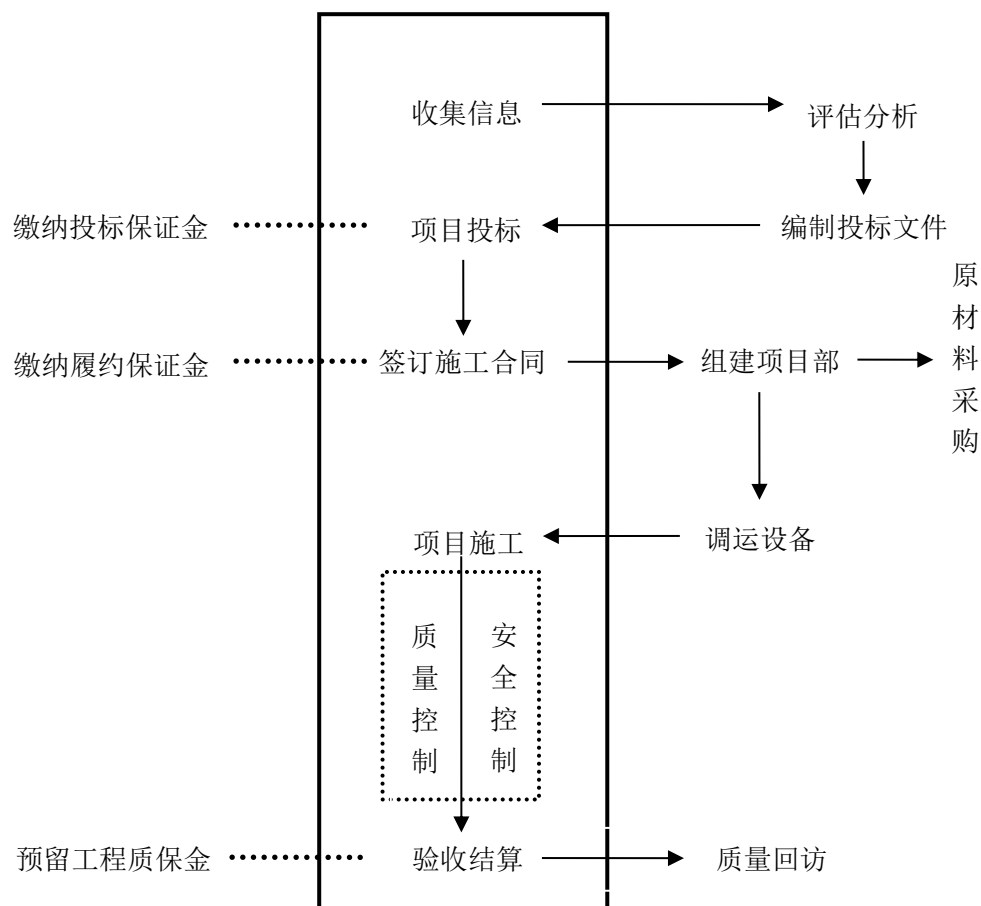 收集信息
评估分析
缴纳投标保证金
项目投标
编制投标文件
原材料采购
缴纳履约保证金
签订施工合同
组建项目部
项目施工
调运设备
质量控制
安全控制
预留工程质保金
验收结算
质量回访